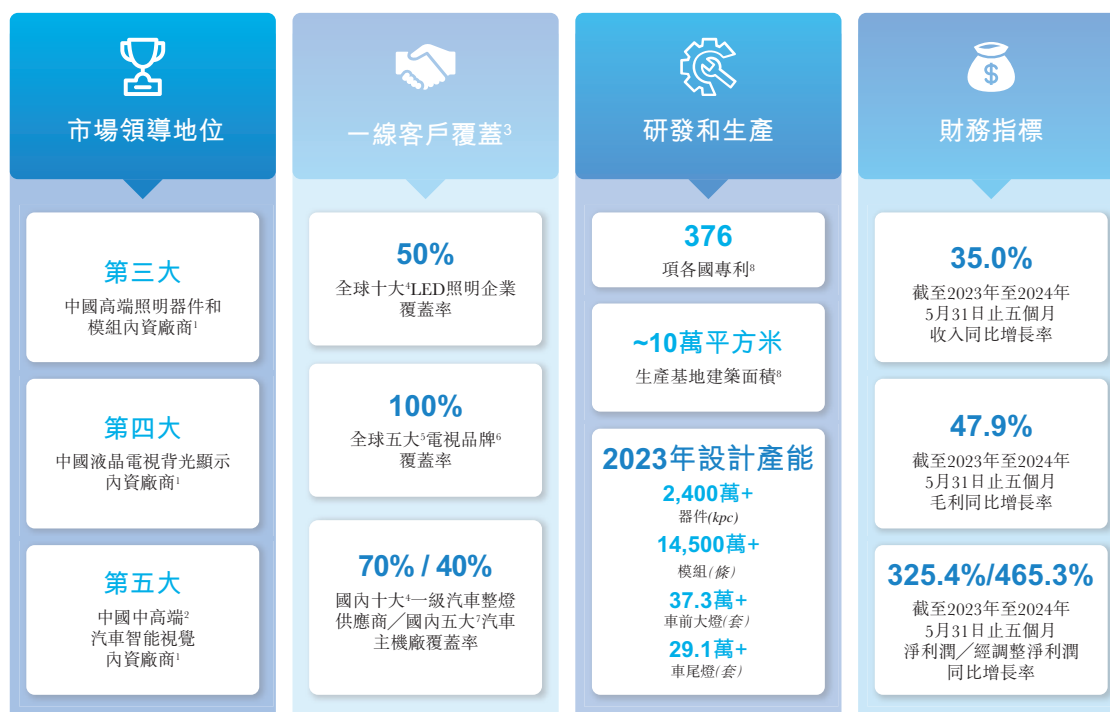 市場領導地位
第三大
中國高端照明器件和
模組內資廠商¹
第四大
中國液晶電視背光顯示
內資廠商¹
第五大
中國中高端²
汽車智能視覺
內資廠商¹
一線客户覆蓋³
50%
全球十大⁴LED照明企業
覆蓋率
100%
全球五大⁵電視品牌⁶
覆蓋率
70% / 40%
國內十大⁴一級汽車整燈
供應商／國內五大⁷汽車
主機廠覆蓋率
研發和生產
376
項各國專利⁸
~10萬平方米
生產基地建築面積⁸
2023年設計產能
2,400萬+
器件(kpc)
14,500萬+
模組(條)
37.3萬+
車前大燈(套)
29.1萬+
車尾燈(套)
財務指標
35.0%
截至2023年至2024年
5月31日止五個月
收入同比增長率
47.9%
截至2023年至2024年
5月31日止五個月
毛利同比增長率
325.4%/465.3%
截至2023年至2024年
5月31日止五個月
淨利潤／經調整淨利潤
同比增長率
$